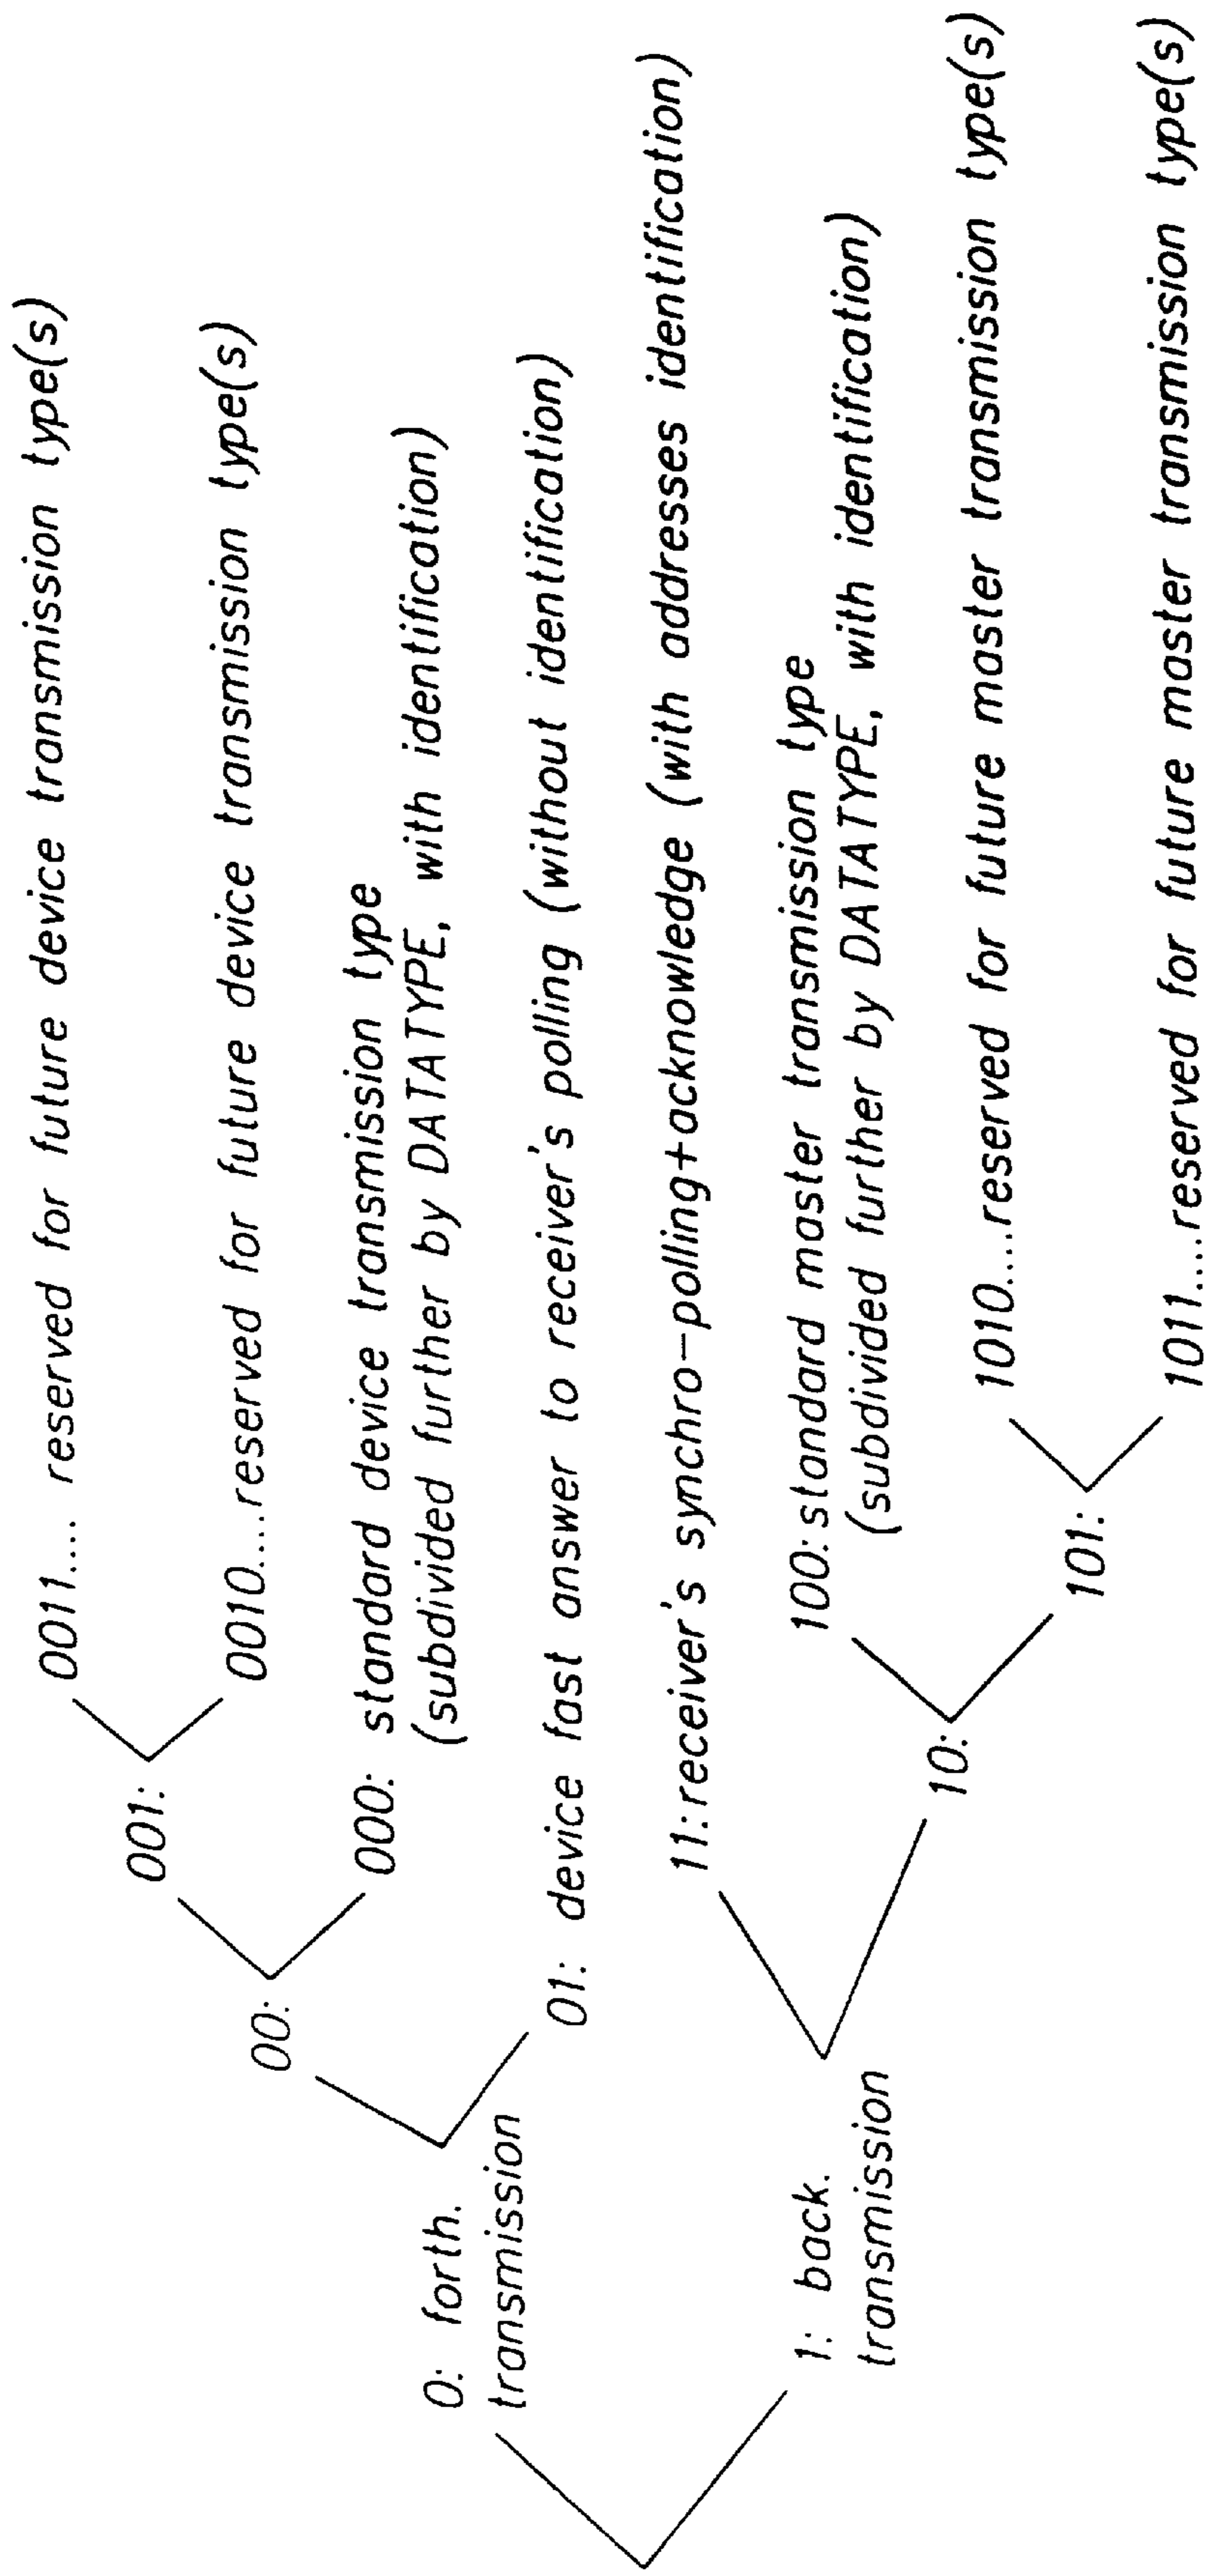 0011.... reserved for future device transmission type(s)
001:
0010....reserved for future device transmission type(s)
00:
000: standard device transmission type
(subdivided further by DATATYPE, with identification)
0: forth.
transmission
01: device fast answer to receiver's polling (without identification)
11:receiver's synchro-polling+acknowledge (with addresses identification)
1: back.
transmission
100:standard master transmission type
(subdivided further by DATATYPE, with identification)
10:
1010....reserved for future master transmission type(s)
101:
1011....reserved for future master transmission type(s)